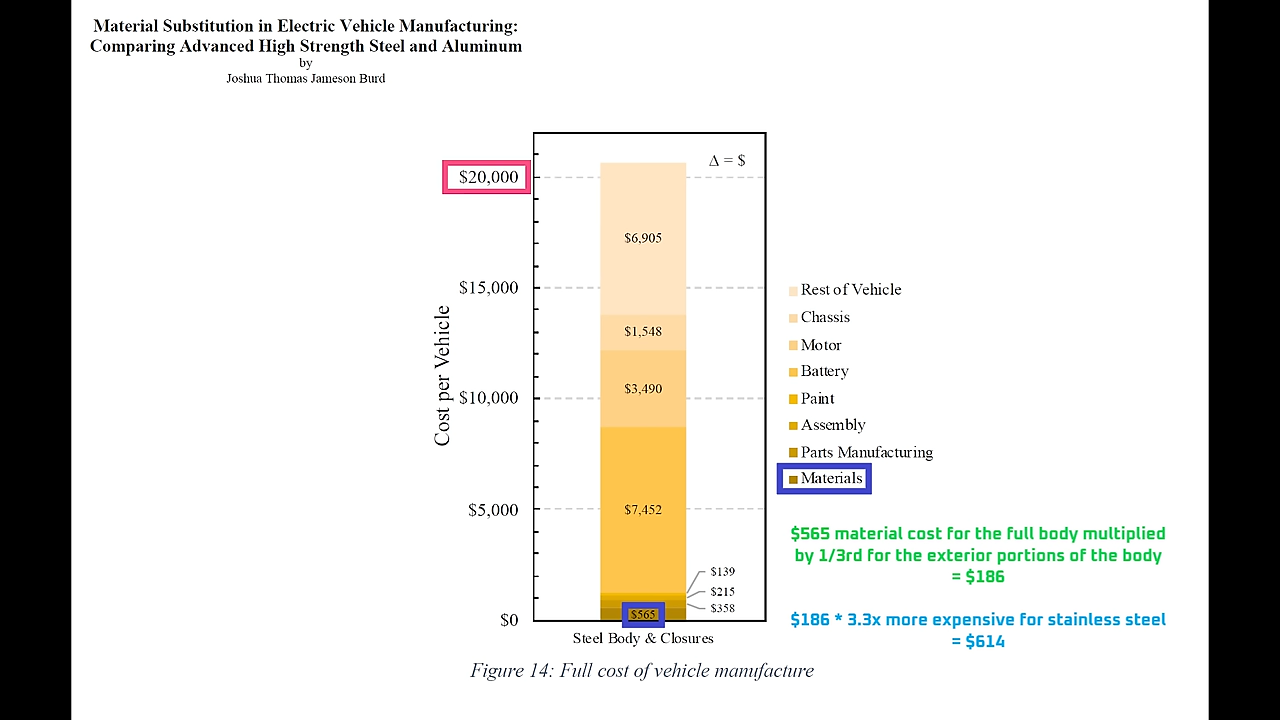 Material Substitution in Electric Vehicle Manufacturing:
Comparing Advanced High Strength Steel and Aluminum
by
Joshua Thomas Jameson Burd
Δ = $
$20,000
$15,000
$10,000
$5,000
$0
Cost per Vehicle
$6,905
$1,548
$3,490
$7,452
$139
$215
$358
$565
Steel Body & Closures
Rest of Vehicle
Chassis
Motor
Battery
Paint
Assembly
Parts Manufacturing
Materials
$565 material cost for the full body multiplied
by 1/3rd for the exterior portions of the body
= $186
$186 * 3.3x more expensive for stainless steel
= $614
Figure 14: Full cost of vehicle manufacture